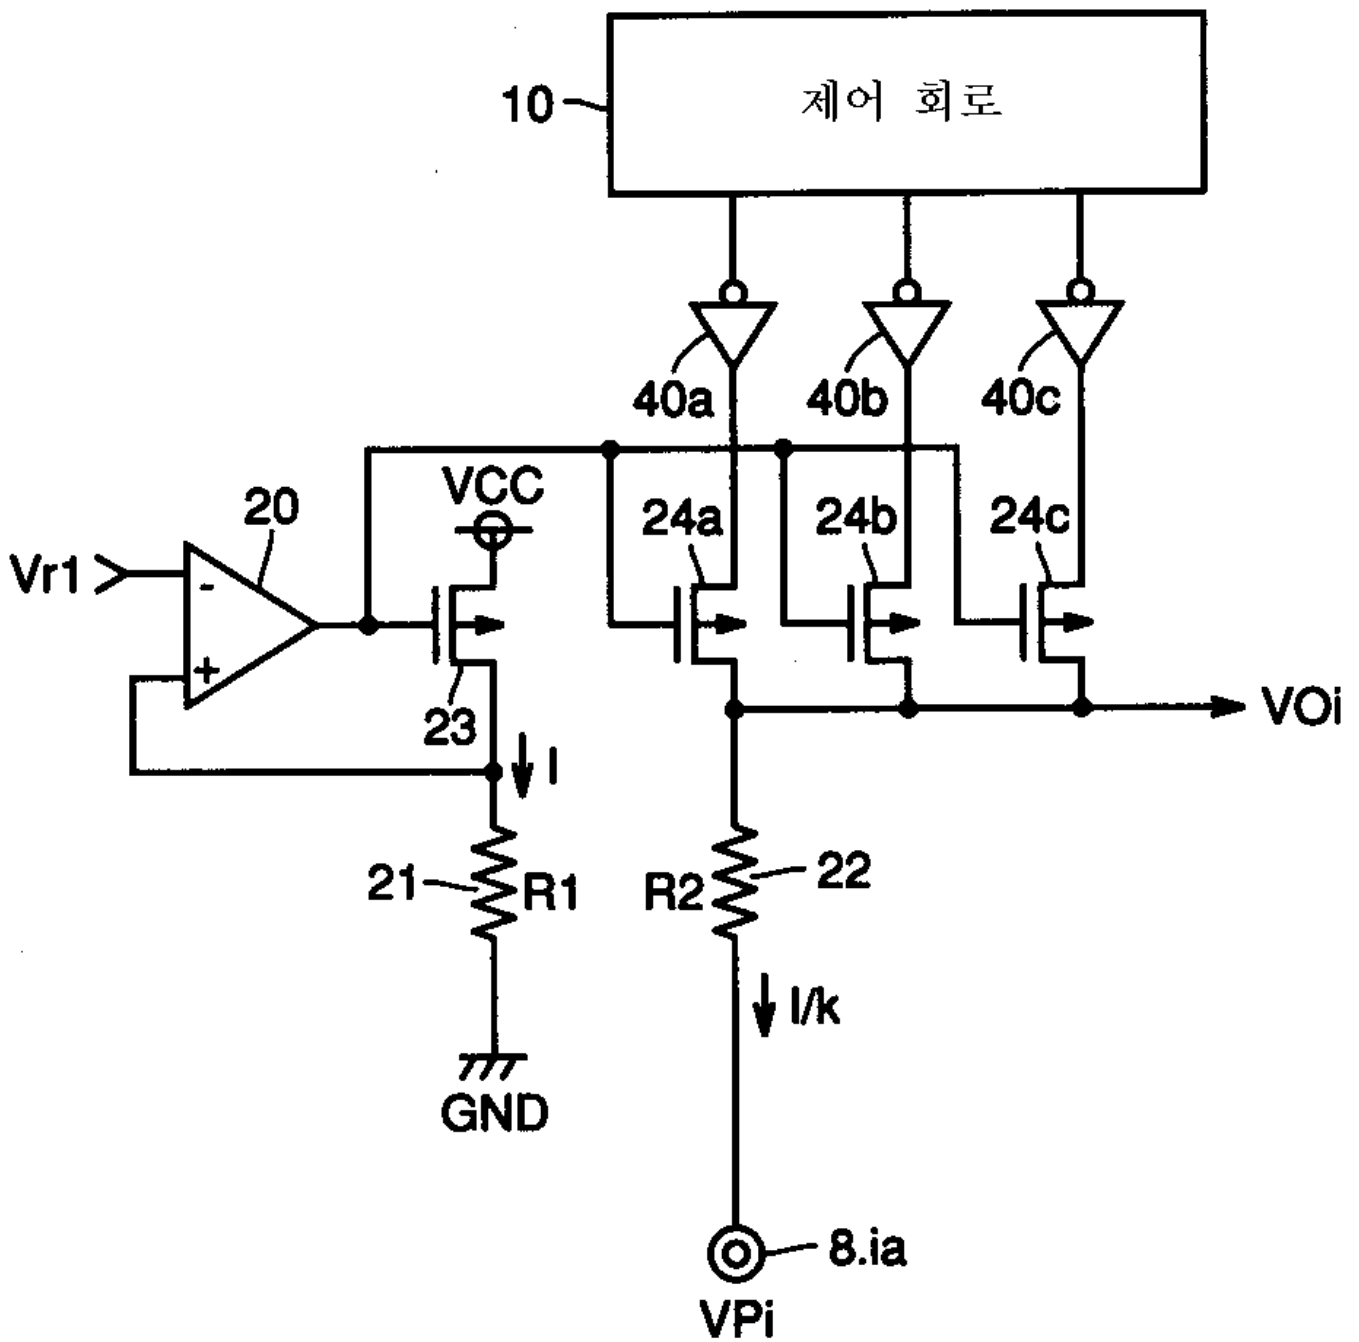 10
제어 회로
40a
40b
40c
VCC
20
24a
24b
24c
Vr1
-
+
23
VOi
I
21
R1
R2
22
I/k
GND
8.ia
VPi